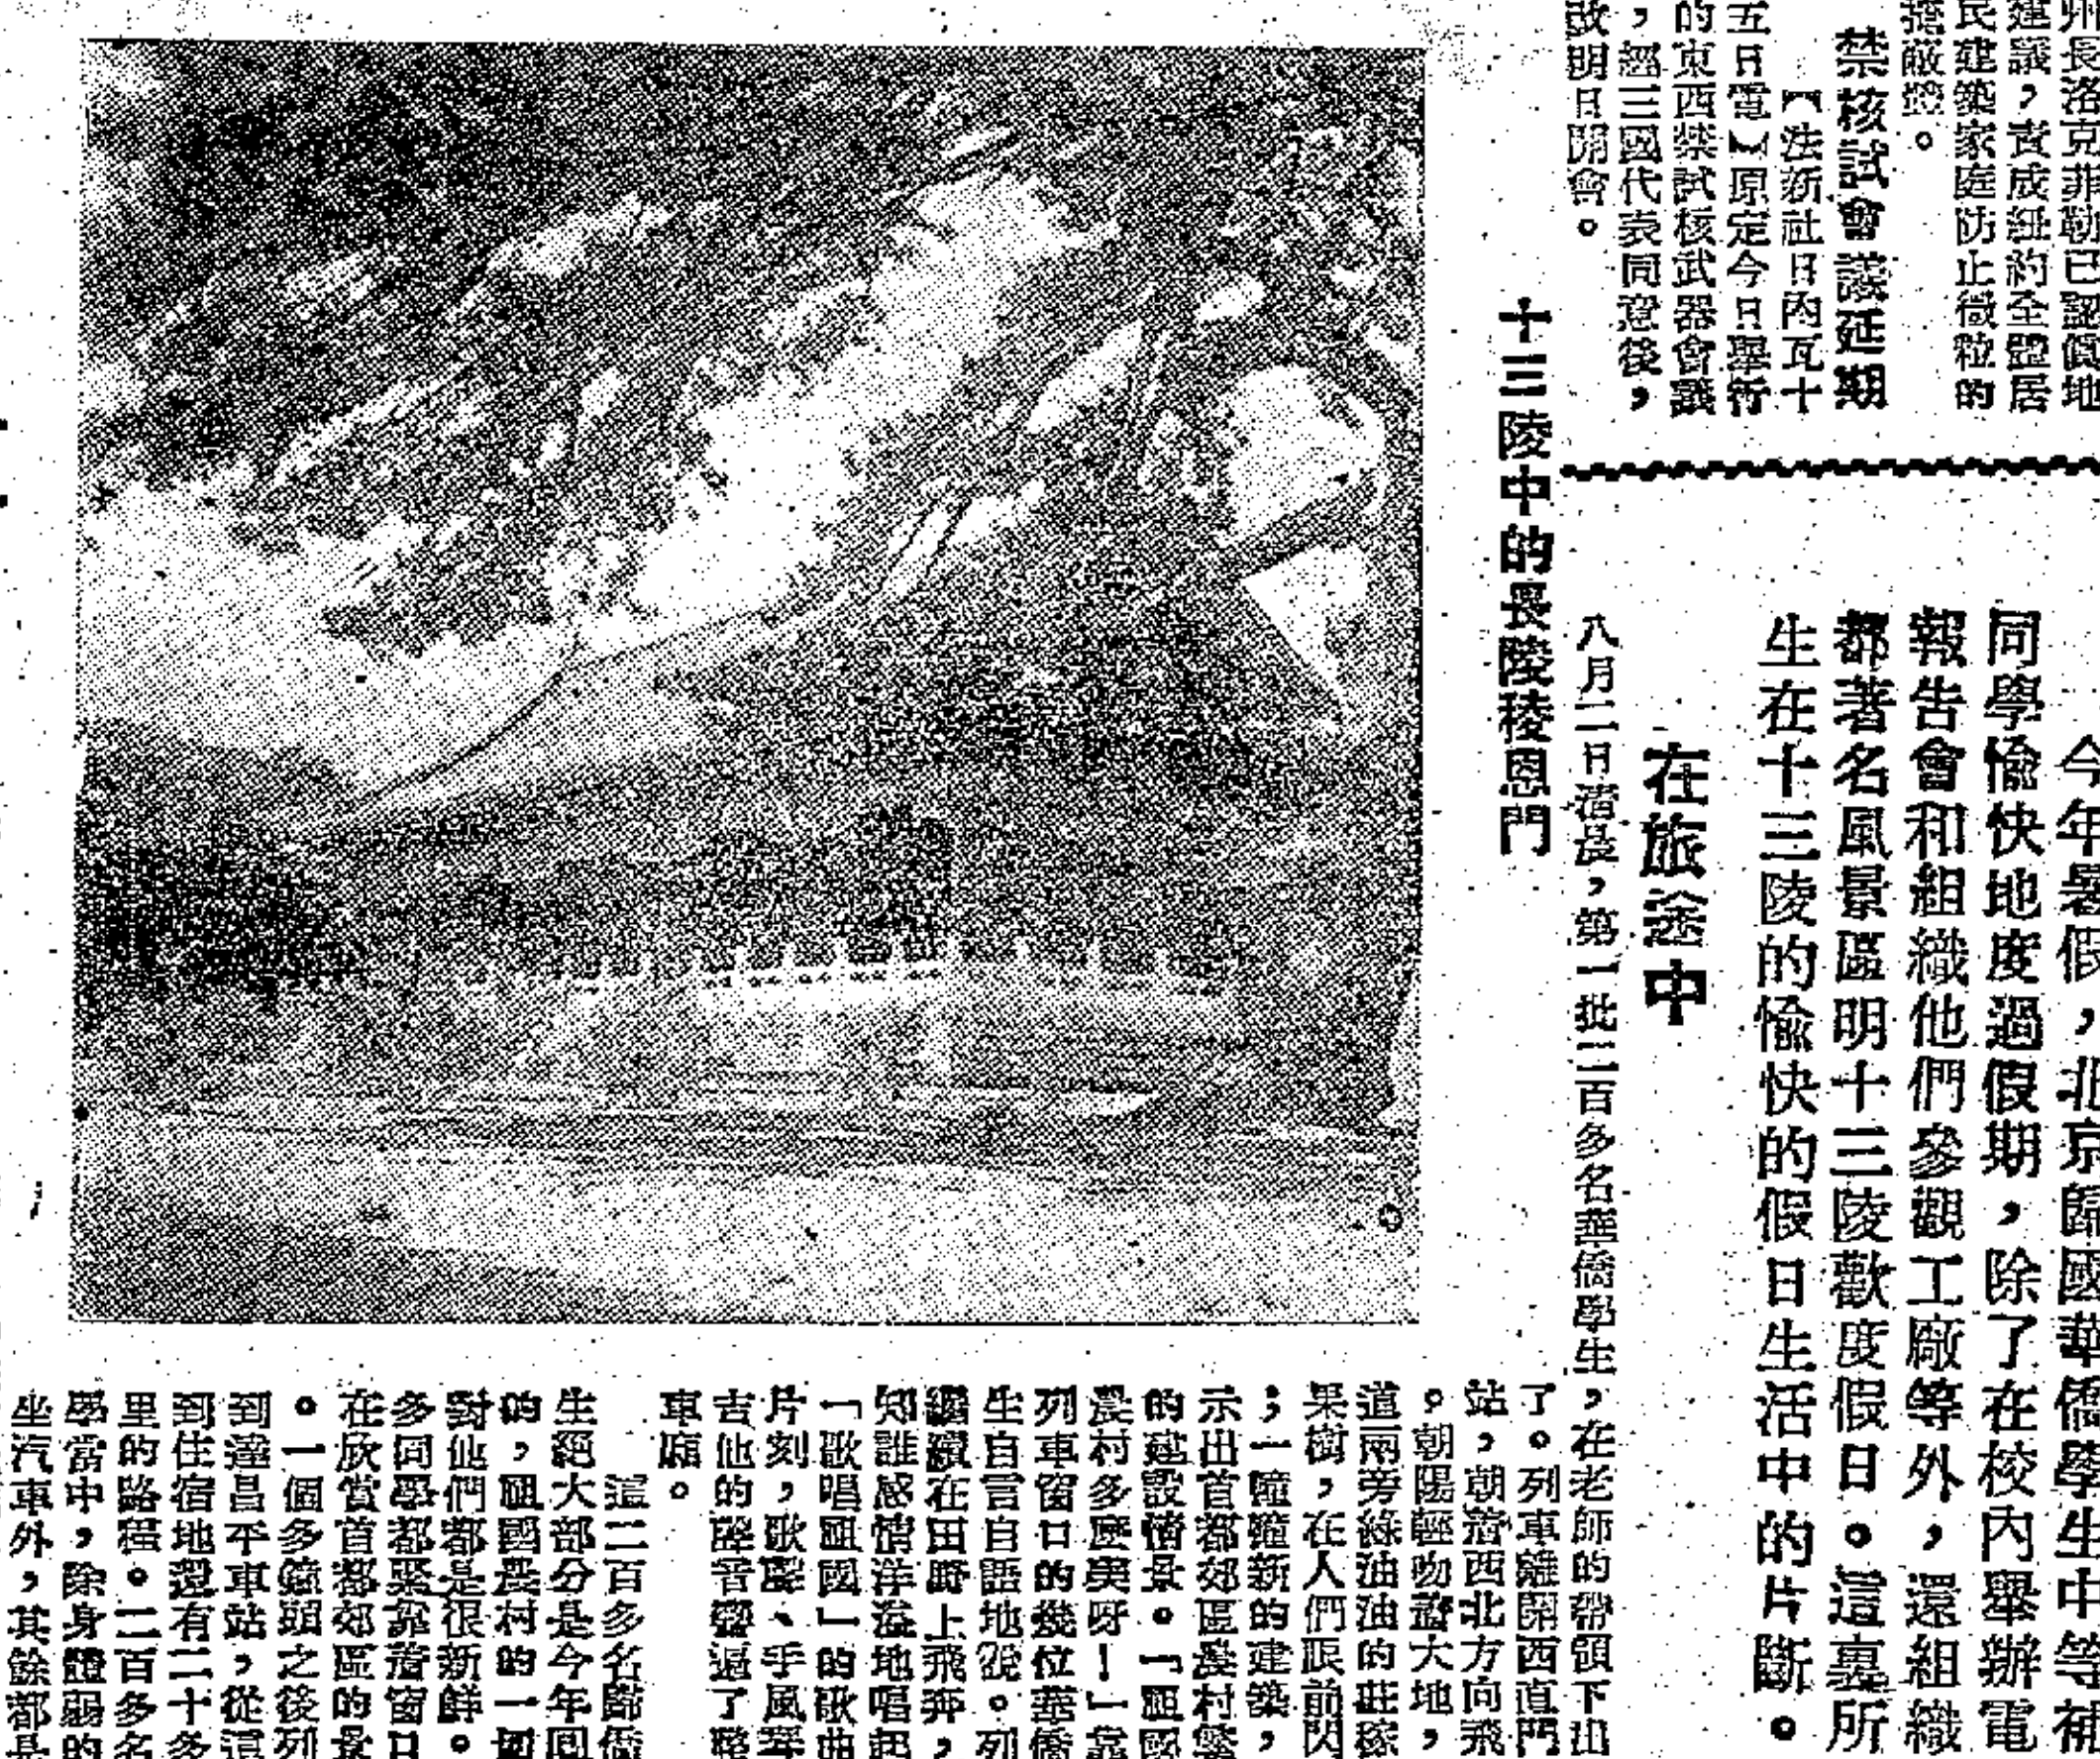 州長洛克菲勒已認眞地
建議，責成紐約全體居
民建築家庭防止微粒的
掩蔽壕。
禁核試會議延期
【法新社日內瓦十
五日電】原定今日舉行
的東西禁試核武器會議
，經三國代表同意後，
改明日開會。
今年暑假，北京歸國華僑學生中等補
同學愉快地度過假期，除了在校內舉辦電
報告會和組織他們參觀工廠等外，還組織
都著名風景區明十三陵歡度假日。這裏所
生在十三陵的愉快的假日生活中的片斷。
在旅途中
八月二日清晨，第一批二百多名華僑學生，在老師的帶領下出
十三陵中的長陵稜恩門
了。列車離開西直門
站，朝着西北方向飛
。朝陽輕吻着大地，
道兩旁綠油油的莊稼
果樹，在人們眼前閃
；一幢幢新的建築，
示出首都郊區農村繁
的建設情景。「祖國
農村多麼美呀！」靠
列車窗口的幾位華僑
生自言自語地說。列
繼續在田野上飛奔，
知誰感情洋溢地唱起
「歌唱祖國」的歌曲
片刻，歌聲、手風琴
吉他的聲音響遍了整
車廂。
這二百多名歸僑
生絕大部分是今年回
的，祖國農村的一切
對他們都是很新鮮。
多同學都緊靠着窗口
在欣賞首都郊區的景
。一個多鐘頭之後列
到達昌平車站，從這
到住宿地還有二十多
里的路程。二百多名
學當中，除身體弱的
坐汽車外，其餘都是